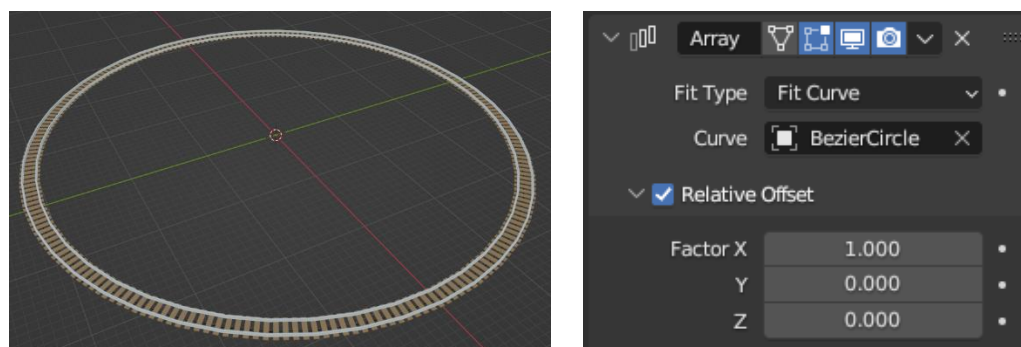 Array
Fit Type Fit Curve
Curve BezierCircle
Relative Offset
Factor X 1.000
Y 0.000
Z 0.000